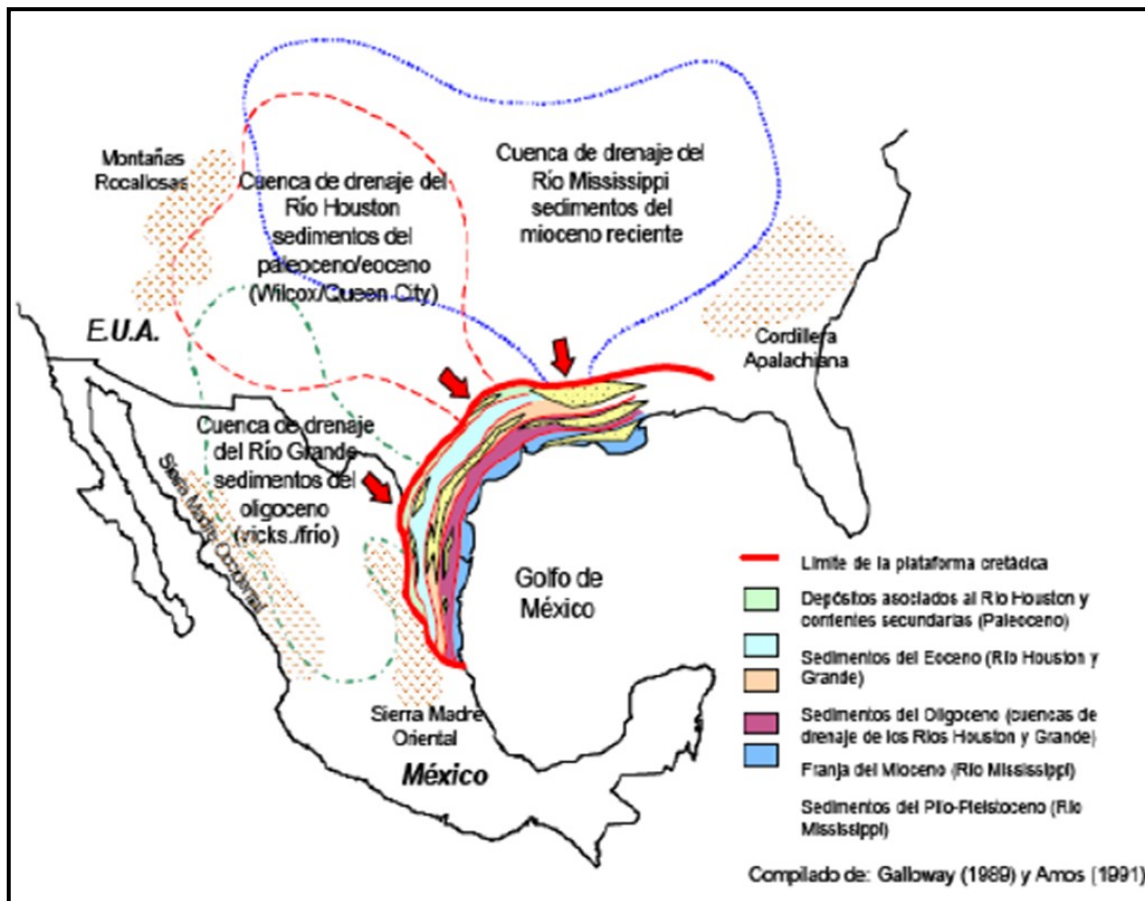 Montañas
Rocallosas
Cuenca de drenaje del
Río Houston
sedimentos del
paleoceno/eoceno
(Wilcox/Queen City)
Cuenca de drenaje del
Río Mississippi
sedimentos del
mioceno reciente
E.U.A.
Cordillera
Apalachiana
Cuenca de drenaje
del Río Grande
sedimentos del
oligoceno
(vicks./frío)
Sierra Madre Occidental
Golfo de
México
Sierra Madre
Oriental
México
Límite de la plataforma cretácica
Depósitos asociados al Río Houston y
corrientes secundarias (Paleoceno)
Sedimentos del Eoceno (Río Houston y
Grande)
Sedimentos del Oligoceno (cuencas de
drenaje de los Ríos Houston y Grande)
Franja del Mioceno (Río Mississippi)
Sedimentos del Plio-Pleistoceno (Río
Mississippi)
Compilado de: Galloway (1989) y Amos (1991)